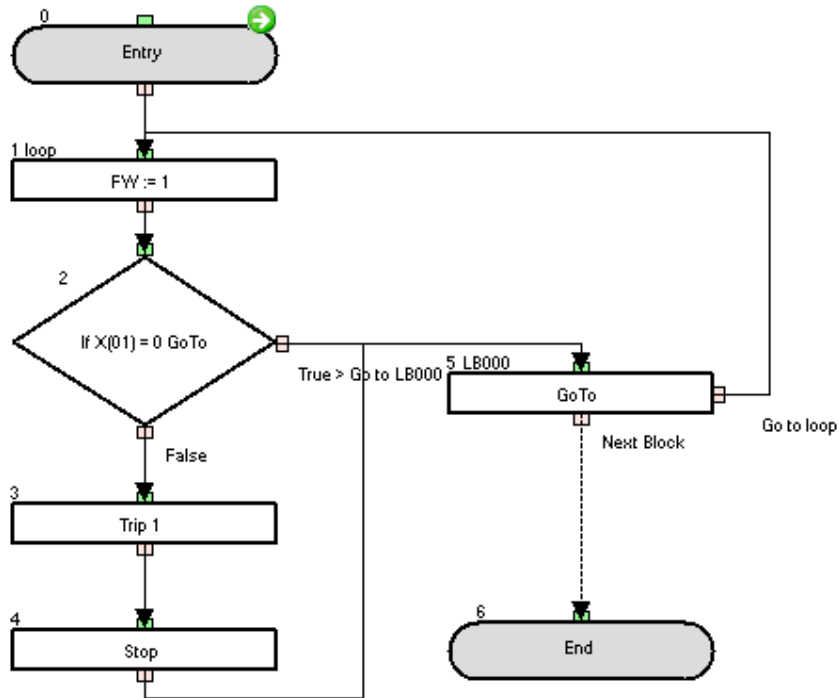 0
Entry
1 loop
FW := 1
2
If X(01) = 0 GoTo
True > Go to LB000
False
3
Trip 1
4
Stop
5 LB000
GoTo
Go to loop
Next Block
6
End